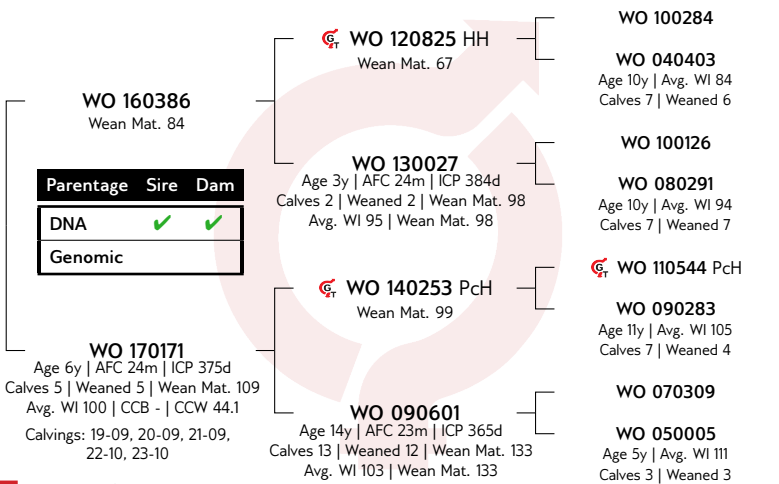 WO 100284
GT WO 120825 HH
Wean Mat. 67
WO 040403
Age 10y | Avg. WI 84
Calves 7 | Weaned 6
WO 160386
Wean Mat. 84
WO 100126
WO 130027
Age 3y | AFC 24m | ICP 384d
Calves 2 | Weaned 2 | Wean Mat. 98
Avg. WI 95 | Wean Mat. 98
WO 080291
Age 10y | Avg. WI 94
Calves 7 | Weaned 7
Parentage Sire Dam
DNA ✔ ✔
Genomic
GT WO 110544 PcH
GT WO 140253 PcH
Wean Mat. 99
WO 090283
Age 11y | Avg. WI 105
Calves 7 | Weaned 4
WO 170171
Age 6y | AFC 24m | ICP 375d
Calves 5 | Weaned 5 | Wean Mat. 109
Avg. WI 100 | CCB - | CCW 44.1
Calvings: 19-09, 20-09, 21-09,
22-10, 23-10
WO 070309
WO 090601
Age 14y | AFC 23m | ICP 365d
Calves 13 | Weaned 12 | Wean Mat. 133
Avg. WI 103 | Wean Mat. 133
WO 050005
Age 5y | Avg. WI 111
Calves 3 | Weaned 3